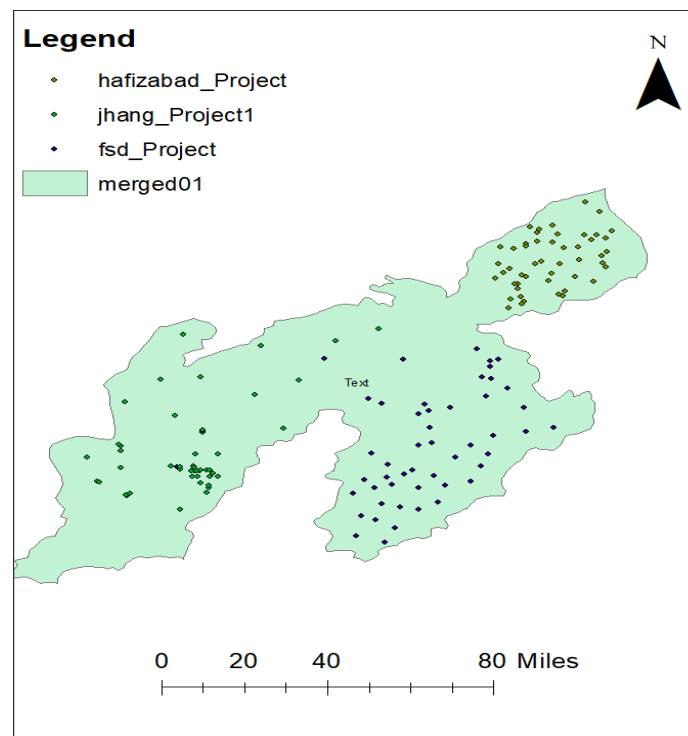 Legend
N
hafizabad_Project
jhang_Project1
fsd_Project
merged01
Text
0 20 40 80 Miles